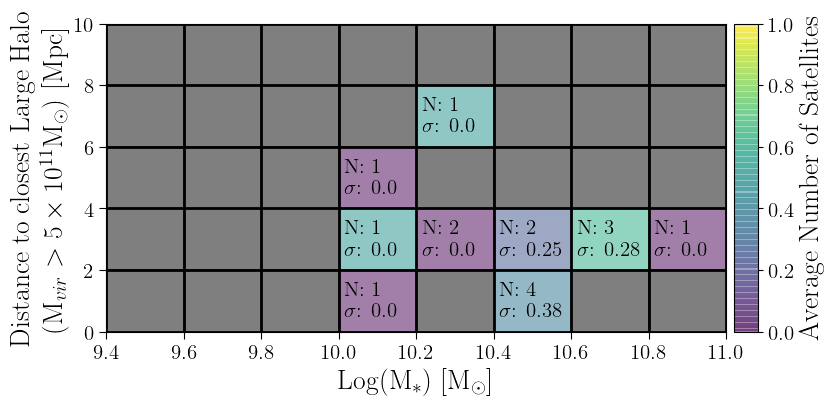 Distance to closest Large Halo
(M_vir > 5 × 10^11 M_⊙) [Mpc]
10
8
6
4
2
0
N: 1
σ: 0.0
N: 1
σ: 0.0
N: 1
σ: 0.0
N: 2
σ: 0.0
N: 2
σ: 0.25
N: 3
σ: 0.28
N: 1
σ: 0.0
N: 1
σ: 0.0
N: 4
σ: 0.38
9.4 9.6 9.8 10.0 10.2 10.4 10.6 10.8 11.0
Log(M_*) [M_⊙]
1.0
0.8
0.6
0.4
0.2
0.0
Average Number of Satellites